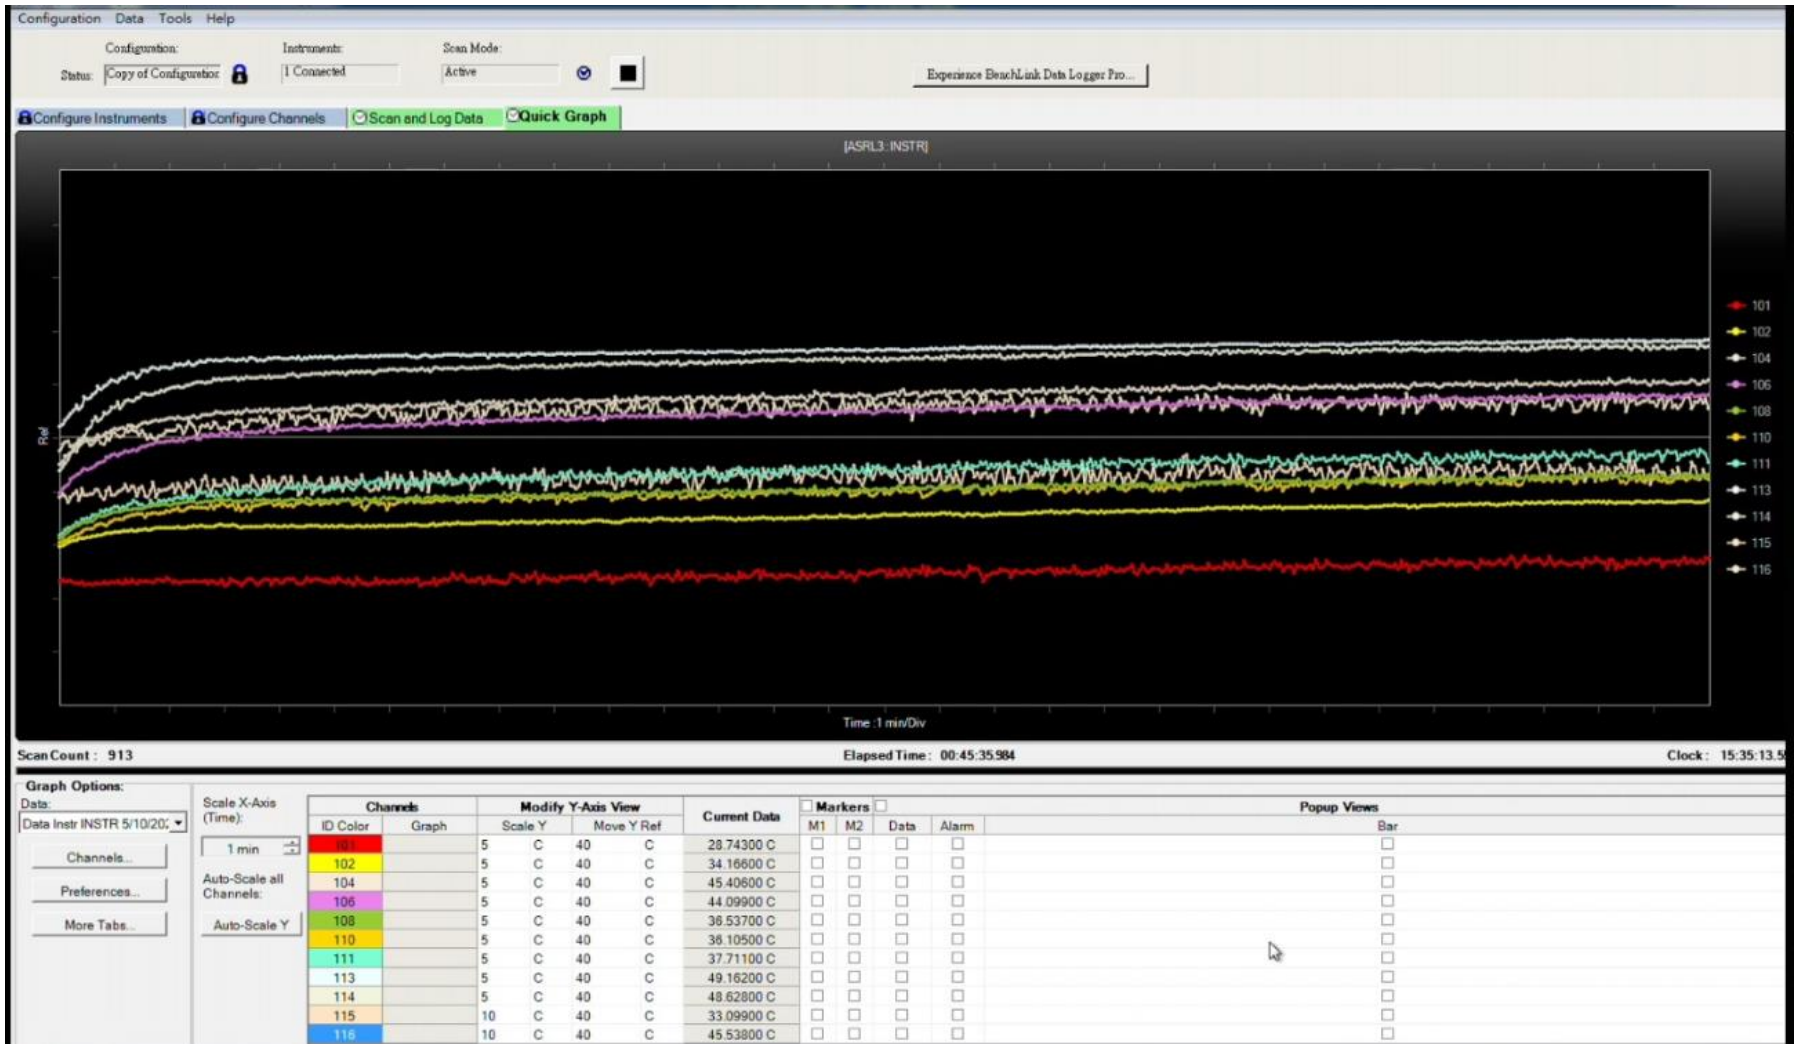 Configuration Data Tools Help
Configuration: Instruments: Scan Mode:
Status: Copy of Configuration 1 Connected Active
Experience BenchLink Data Logger Pro...
Configure Instruments Configure Channels Scan and Log Data Quick Graph
[ASRL3::INSTR]
Ref
101
102
104
106
108
110
111
113
114
115
116
Time :1 min/Div
Scan Count : 913 Elapsed Time : 00:45:35.984 Clock : 15:35:13.5
Graph Options:
Data:
Data Instr INSTR 5/10/20
Channels...
Preferences...
More Tabs...
Scale X-Axis
(Time):
1 min
Auto-Scale all
Channels:
Auto-Scale Y
Channels Modify Y-Axis View Current Data Markers Popup Views
ID Color Graph Scale Y Move Y Ref M1 M2 Data Alarm Bar
101 5 C 40 C 28.74300 C
102 5 C 40 C 34.16600 C
104 5 C 40 C 45.40600 C
106 5 C 40 C 44.09900 C
108 5 C 40 C 36.53700 C
110 5 C 40 C 36.10500 C
111 5 C 40 C 37.71100 C
113 5 C 40 C 49.16200 C
114 5 C 40 C 48.62800 C
115 10 C 40 C 33.09900 C
116 10 C 40 C 45.53800 C